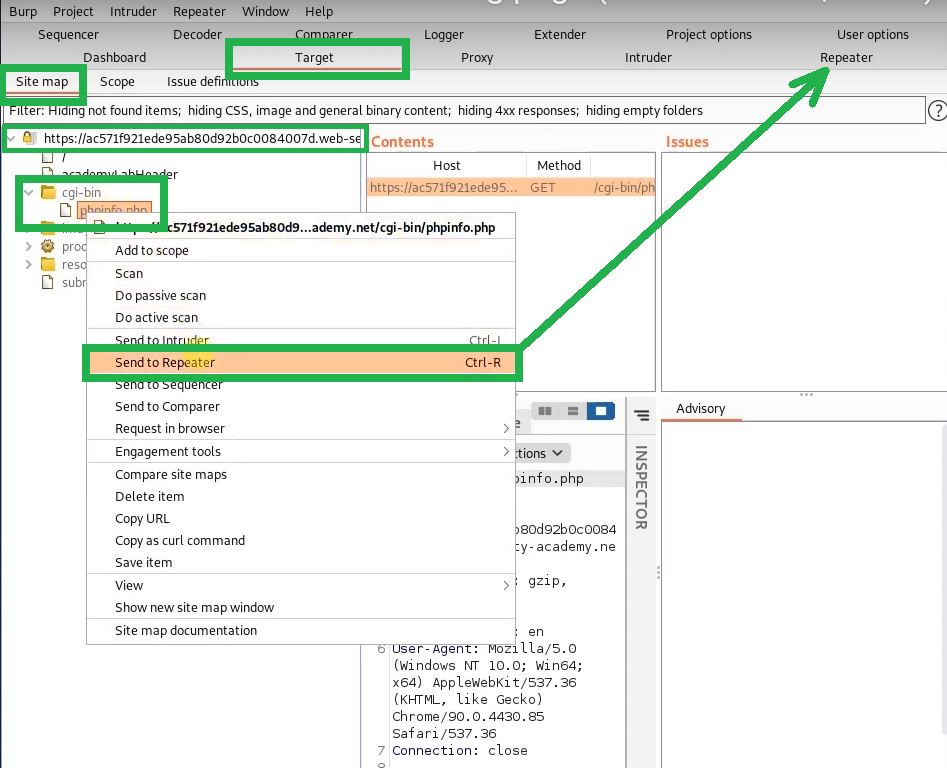 Burp Project Intruder Repeater Window Help
Sequencer Decoder Comparer Logger Extender Project options User options
Dashboard Target Proxy Intruder Repeater
Site map Scope Issue definitions
Filter: Hiding not found items; hiding CSS, image and general binary content; hiding 4xx responses; hiding empty folders
?
https://ac571f921ede95ab80d92b0c0084007d.web-se
Contents
Issues
/
Host Method
academyLabHeader
https://ac571f921ede95... GET /cgi-bin/ph
cgi-bin
phpinfo.php
c571f921ede95ab80d9...ademy.net/cgi-bin/phpinfo.php
proc
reso
subm
Add to scope
Scan
Do passive scan
Do active scan
Send to Intruder Ctrl-I
Send to Repeater Ctrl-R
Send to Sequencer
Send to Comparer
Request in browser
Engagement tools
Compare site maps
Delete item
Copy URL
Copy as curl command
Save item
View
Show new site map window
Site map documentation
e
ctions
pinfo.php
b80d92b0c0084
ty-academy.ne
: gzip,
: en
6 User-Agent: Mozilla/5.0
(Windows NT 10.0; Win64;
x64) AppleWebKit/537.36
(KHTML, like Gecko)
Chrome/90.0.4430.85
Safari/537.36
7 Connection: close
8
INSPECTOR
Advisory